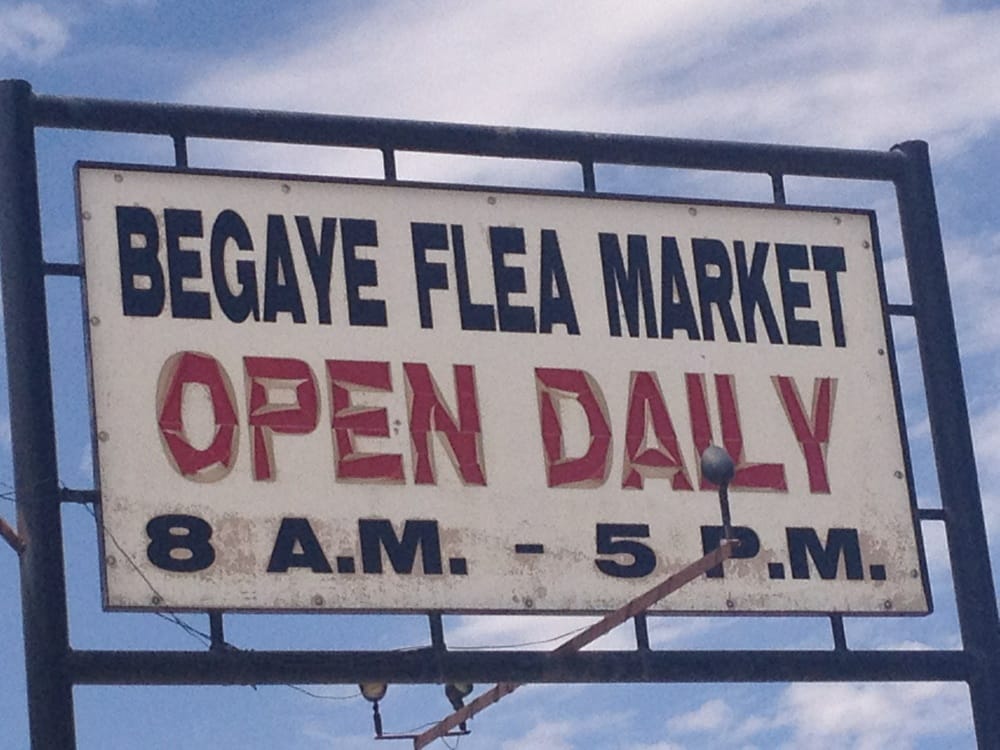 BEGAYE FLEA MARKET
OPEN DAILY
8 A.M. - 5 P.M.